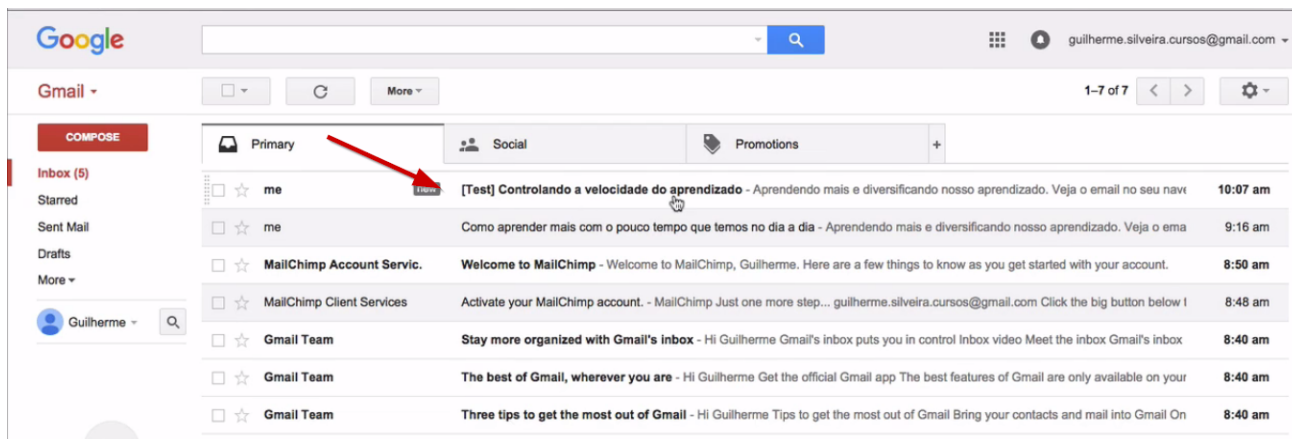 Google
guilherme.silveira.cursos@gmail.com
Gmail
More
1–7 of 7
COMPOSE
Primary
Social
Promotions
+
Inbox (5)
Starred
Sent Mail
Drafts
More
Guilherme
me [Test] Controlando a velocidade do aprendizado - Aprendendo mais e diversificando nosso aprendizado. Veja o email no seu nave 10:07 am
me Como aprender mais com o pouco tempo que temos no dia a dia - Aprendendo mais e diversificando nosso aprendizado. Veja o ema 9:16 am
MailChimp Account Servic. Welcome to MailChimp - Welcome to MailChimp, Guilherme. Here are a few things to know as you get started with your account. 8:50 am
MailChimp Client Services Activate your MailChimp account. - MailChimp Just one more step... guilherme.silveira.cursos@gmail.com Click the big button below 8:48 am
Gmail Team Stay more organized with Gmail's inbox - Hi Guilherme Gmail's inbox puts you in control Inbox video Meet the inbox Gmail's inbox 8:40 am
Gmail Team The best of Gmail, wherever you are - Hi Guilherme Get the official Gmail app The best features of Gmail are only available on your 8:40 am
Gmail Team Three tips to get the most out of Gmail - Hi Guilherme Tips to get the most out of Gmail Bring your contacts and mail into Gmail On 8:40 am